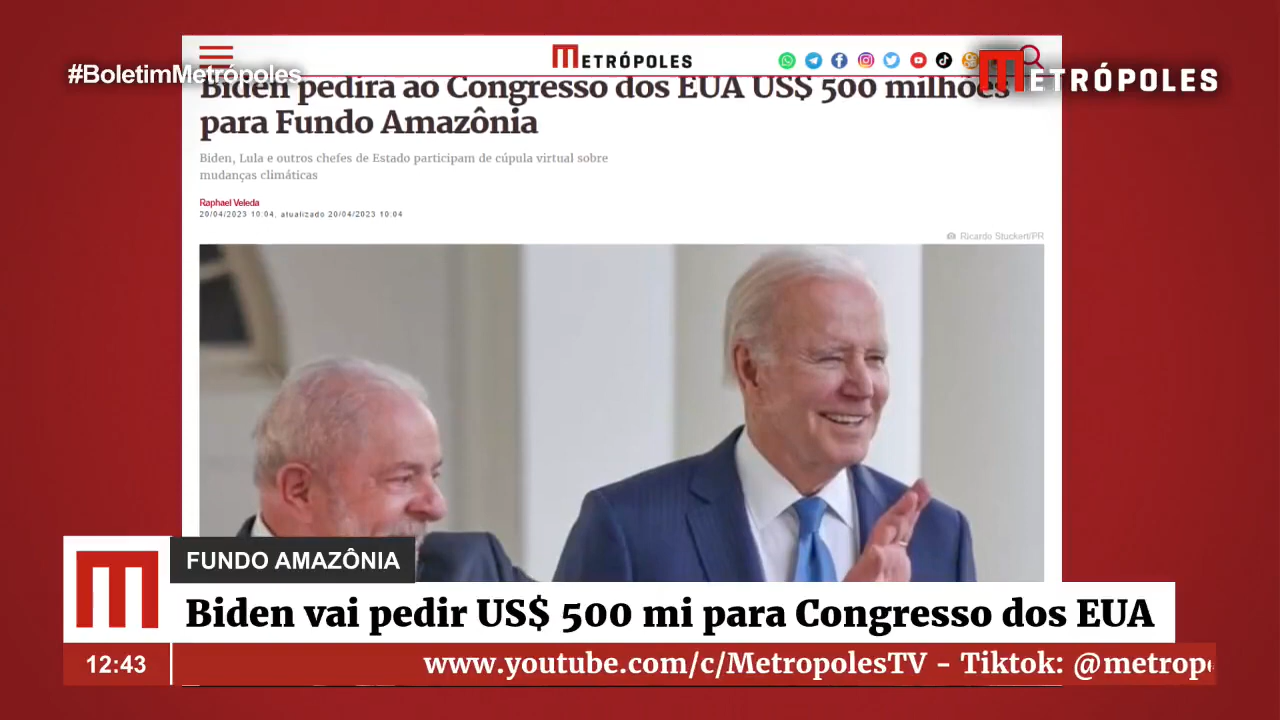 #BoletimMetrópoles
METRÓPOLES
METRÓPOLES
Biden pedirá ao Congresso dos EUA US$ 500 milhões
para Fundo Amazônia
Biden, Lula e outros chefes de Estado participam de cúpula virtual sobre
mudanças climáticas
Raphael Veleda
20/04/2023 10:04, atualizado 20/04/2023 10:04
Ricardo Stuckert/PR
FUNDO AMAZÔNIA
Biden vai pedir US$ 500 mi para Congresso dos EUA
12:43
www.youtube.com/c/MetropolesTV - Tiktok: @metrop